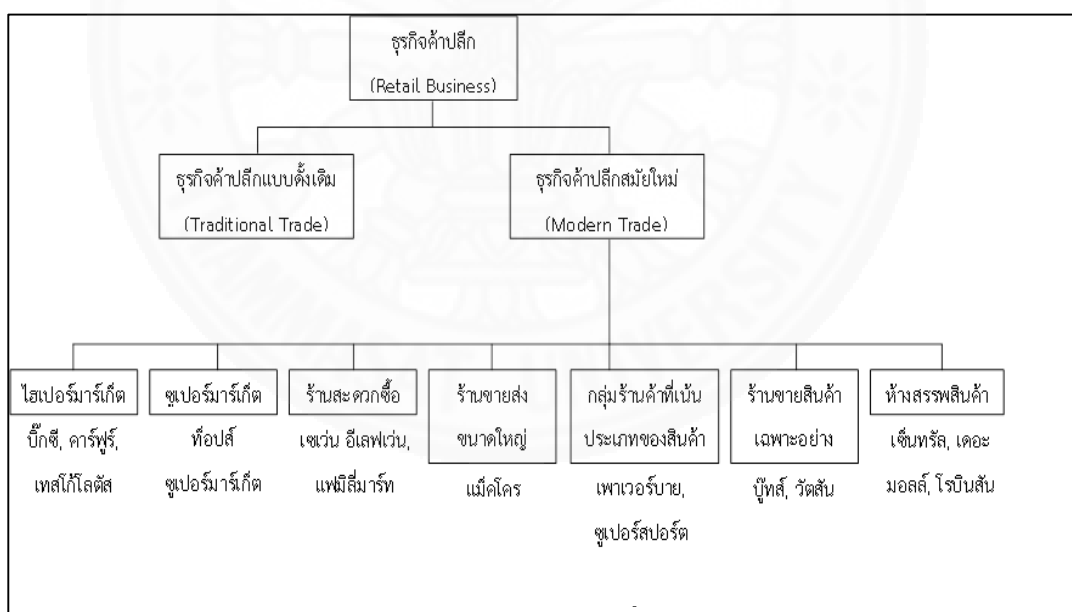 ธุรกิจค้าปลีก
(Retail Business)
ธุรกิจค้าปลีกแบบดั้งเดิม
(Traditional Trade)
ธุรกิจค้าปลีกสมัยใหม่
(Modern Trade)
ไฮเปอร์มาร์เก็ต
บิ๊กซี, คาร์ฟูร์,
เทสโก้โลตัส
ซูเปอร์มาร์เก็ต
ท็อปส์
ซูเปอร์มาร์เก็ต
ร้านสะดวกซื้อ
เซเว่น อีเลฟเว่น,
แฟมิลี่มาร์ท
ร้านขายส่ง
ขนาดใหญ่
แม็คโคร
กลุ่มร้านค้าที่เน้น
ประเภทของสินค้า
เพาเวอร์บาย,
ซูเปอร์สปอร์ต
ร้านขายสินค้า
เฉพาะอย่าง
บู๊ทส์, วัตสัน
ห้างสรรพสินค้า
เซ็นทรัล, เดอะ
มอลล์, โรบินสัน